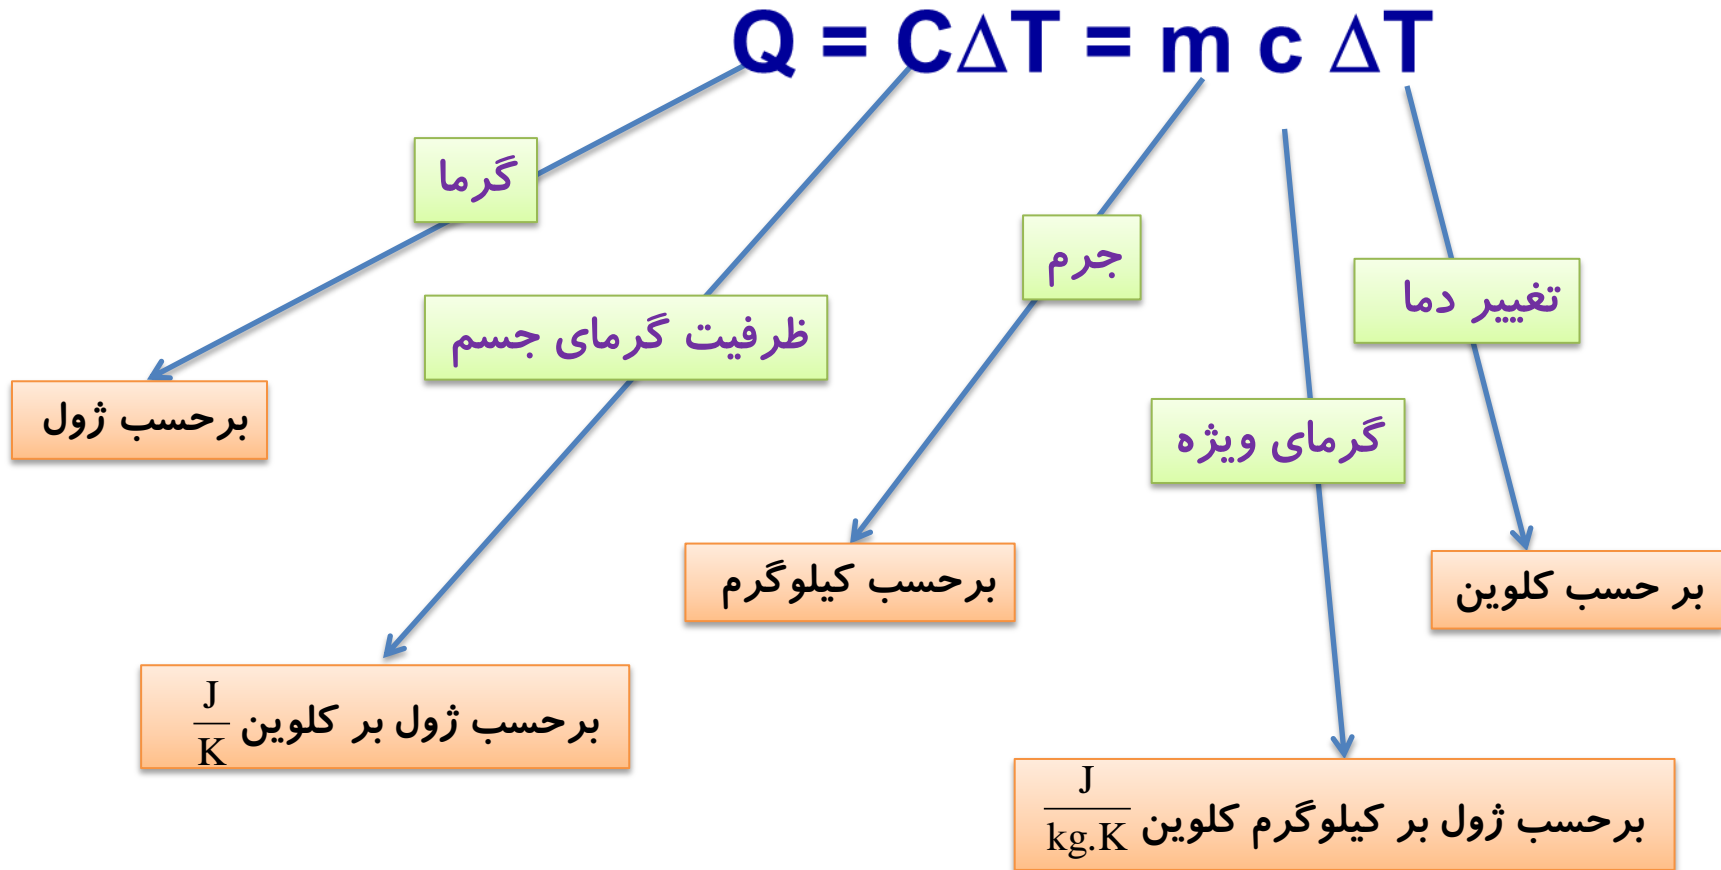 Q = CΔT = m c ΔT
گرما
جرم
تغییر دما
ظرفیت گرمای جسم
گرمای ویژه
برحسب ژول
برحسب کیلوگرم
بر حسب کلوین
برحسب ژول بر کلوین J/K
برحسب ژول بر کیلوگرم کلوین J/kg.K